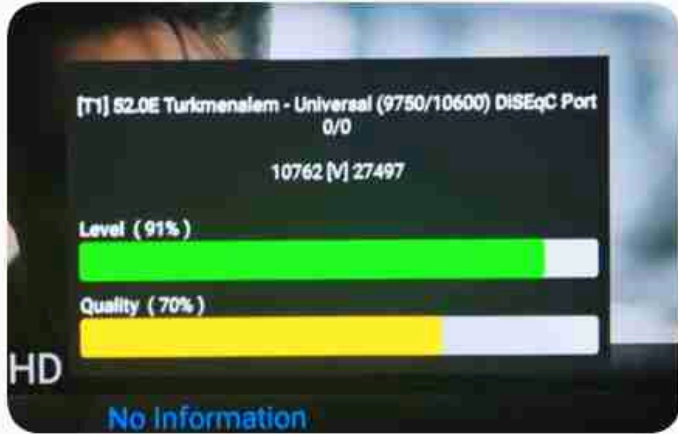 [T1] 52.0E Turkmenalem - Universal (9750/10600) DiSEqC Port
0/0
10762 [V] 27497
Level ( 91% )
Quality ( 70% )
HD
No Information